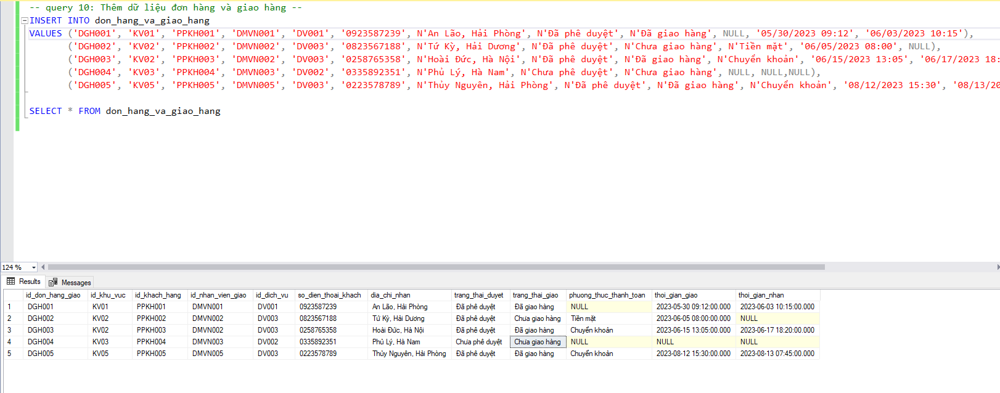 -- query 10: Thêm dữ liệu đơn hàng và giao hàng --
INSERT INTO don_hang_va_giao_hang
VALUES ('DGH001', 'KV01', 'PPKH001', 'DMVN001', 'DV001', '0923587239', N'An Lão, Hải Phòng', N'Đã phê duyệt', N'Đã giao hàng', NULL, '05/30/2023 09:12', '06/03/2023 10:15'),
('DGH002', 'KV02', 'PPKH002', 'DMVN002', 'DV003', '0823567188', N'Tứ Kỳ, Hải Dương', N'Đã phê duyệt', N'Chưa giao hàng', N'Tiền mặt', '06/05/2023 08:00', NULL),
('DGH003', 'KV02', 'PPKH003', 'DMVN002', 'DV003', '0258765358', N'Hoài Đức, Hà Nội', N'Đã phê duyệt', N'Đã giao hàng', N'Chuyển khoản', '06/15/2023 13:05', '06/17/2023 18:
('DGH004', 'KV03', 'PPKH004', 'DMVN003', 'DV002', '0335892351', N'Phủ Lý, Hà Nam', N'Chưa phê duyệt', N'Chưa giao hàng', NULL, NULL,NULL),
('DGH005', 'KV05', 'PPKH005', 'DMVN005', 'DV003', '0223578789', N'Thủy Nguyên, Hải Phòng', N'Đã phê duyệt', N'Đã giao hàng', N'Chuyển khoản', '08/12/2023 15:30', '08/13/20
SELECT * FROM don_hang_va_giao_hang
124 %
Results Messages
id_don_hang_giao id_khu_vuc id_khach_hang id_nhan_vien_giao id_dich_vu so_dien_thoai_khach dia_chi_nhan trang_thai_duyet trang_thai_giao phuong_thuc_thanh_toan thoi_gian_giao thoi_gian_nhan
1 DGH001 KV01 PPKH001 DMVN001 DV001 0923587239 An Lão, Hải Phòng Đã phê duyệt Đã giao hàng NULL 2023-05-30 09:12:00.000 2023-06-03 10:15:00.000
2 DGH002 KV02 PPKH002 DMVN002 DV003 0823567188 Tứ Kỳ, Hải Dương Đã phê duyệt Chưa giao hàng Tiền mặt 2023-06-05 08:00:00.000 NULL
3 DGH003 KV02 PPKH003 DMVN002 DV003 0258765358 Hoài Đức, Hà Nội Đã phê duyệt Đã giao hàng Chuyển khoản 2023-06-15 13:05:00.000 2023-06-17 18:20:00.000
4 DGH004 KV03 PPKH004 DMVN003 DV002 0335892351 Phủ Lý, Hà Nam Chưa phê duyệt Chưa giao hàng NULL NULL NULL
5 DGH005 KV05 PPKH005 DMVN005 DV003 0223578789 Thủy Nguyên, Hải Phòng Đã phê duyệt Đã giao hàng Chuyển khoản 2023-08-12 15:30:00.000 2023-08-13 07:45:00.000